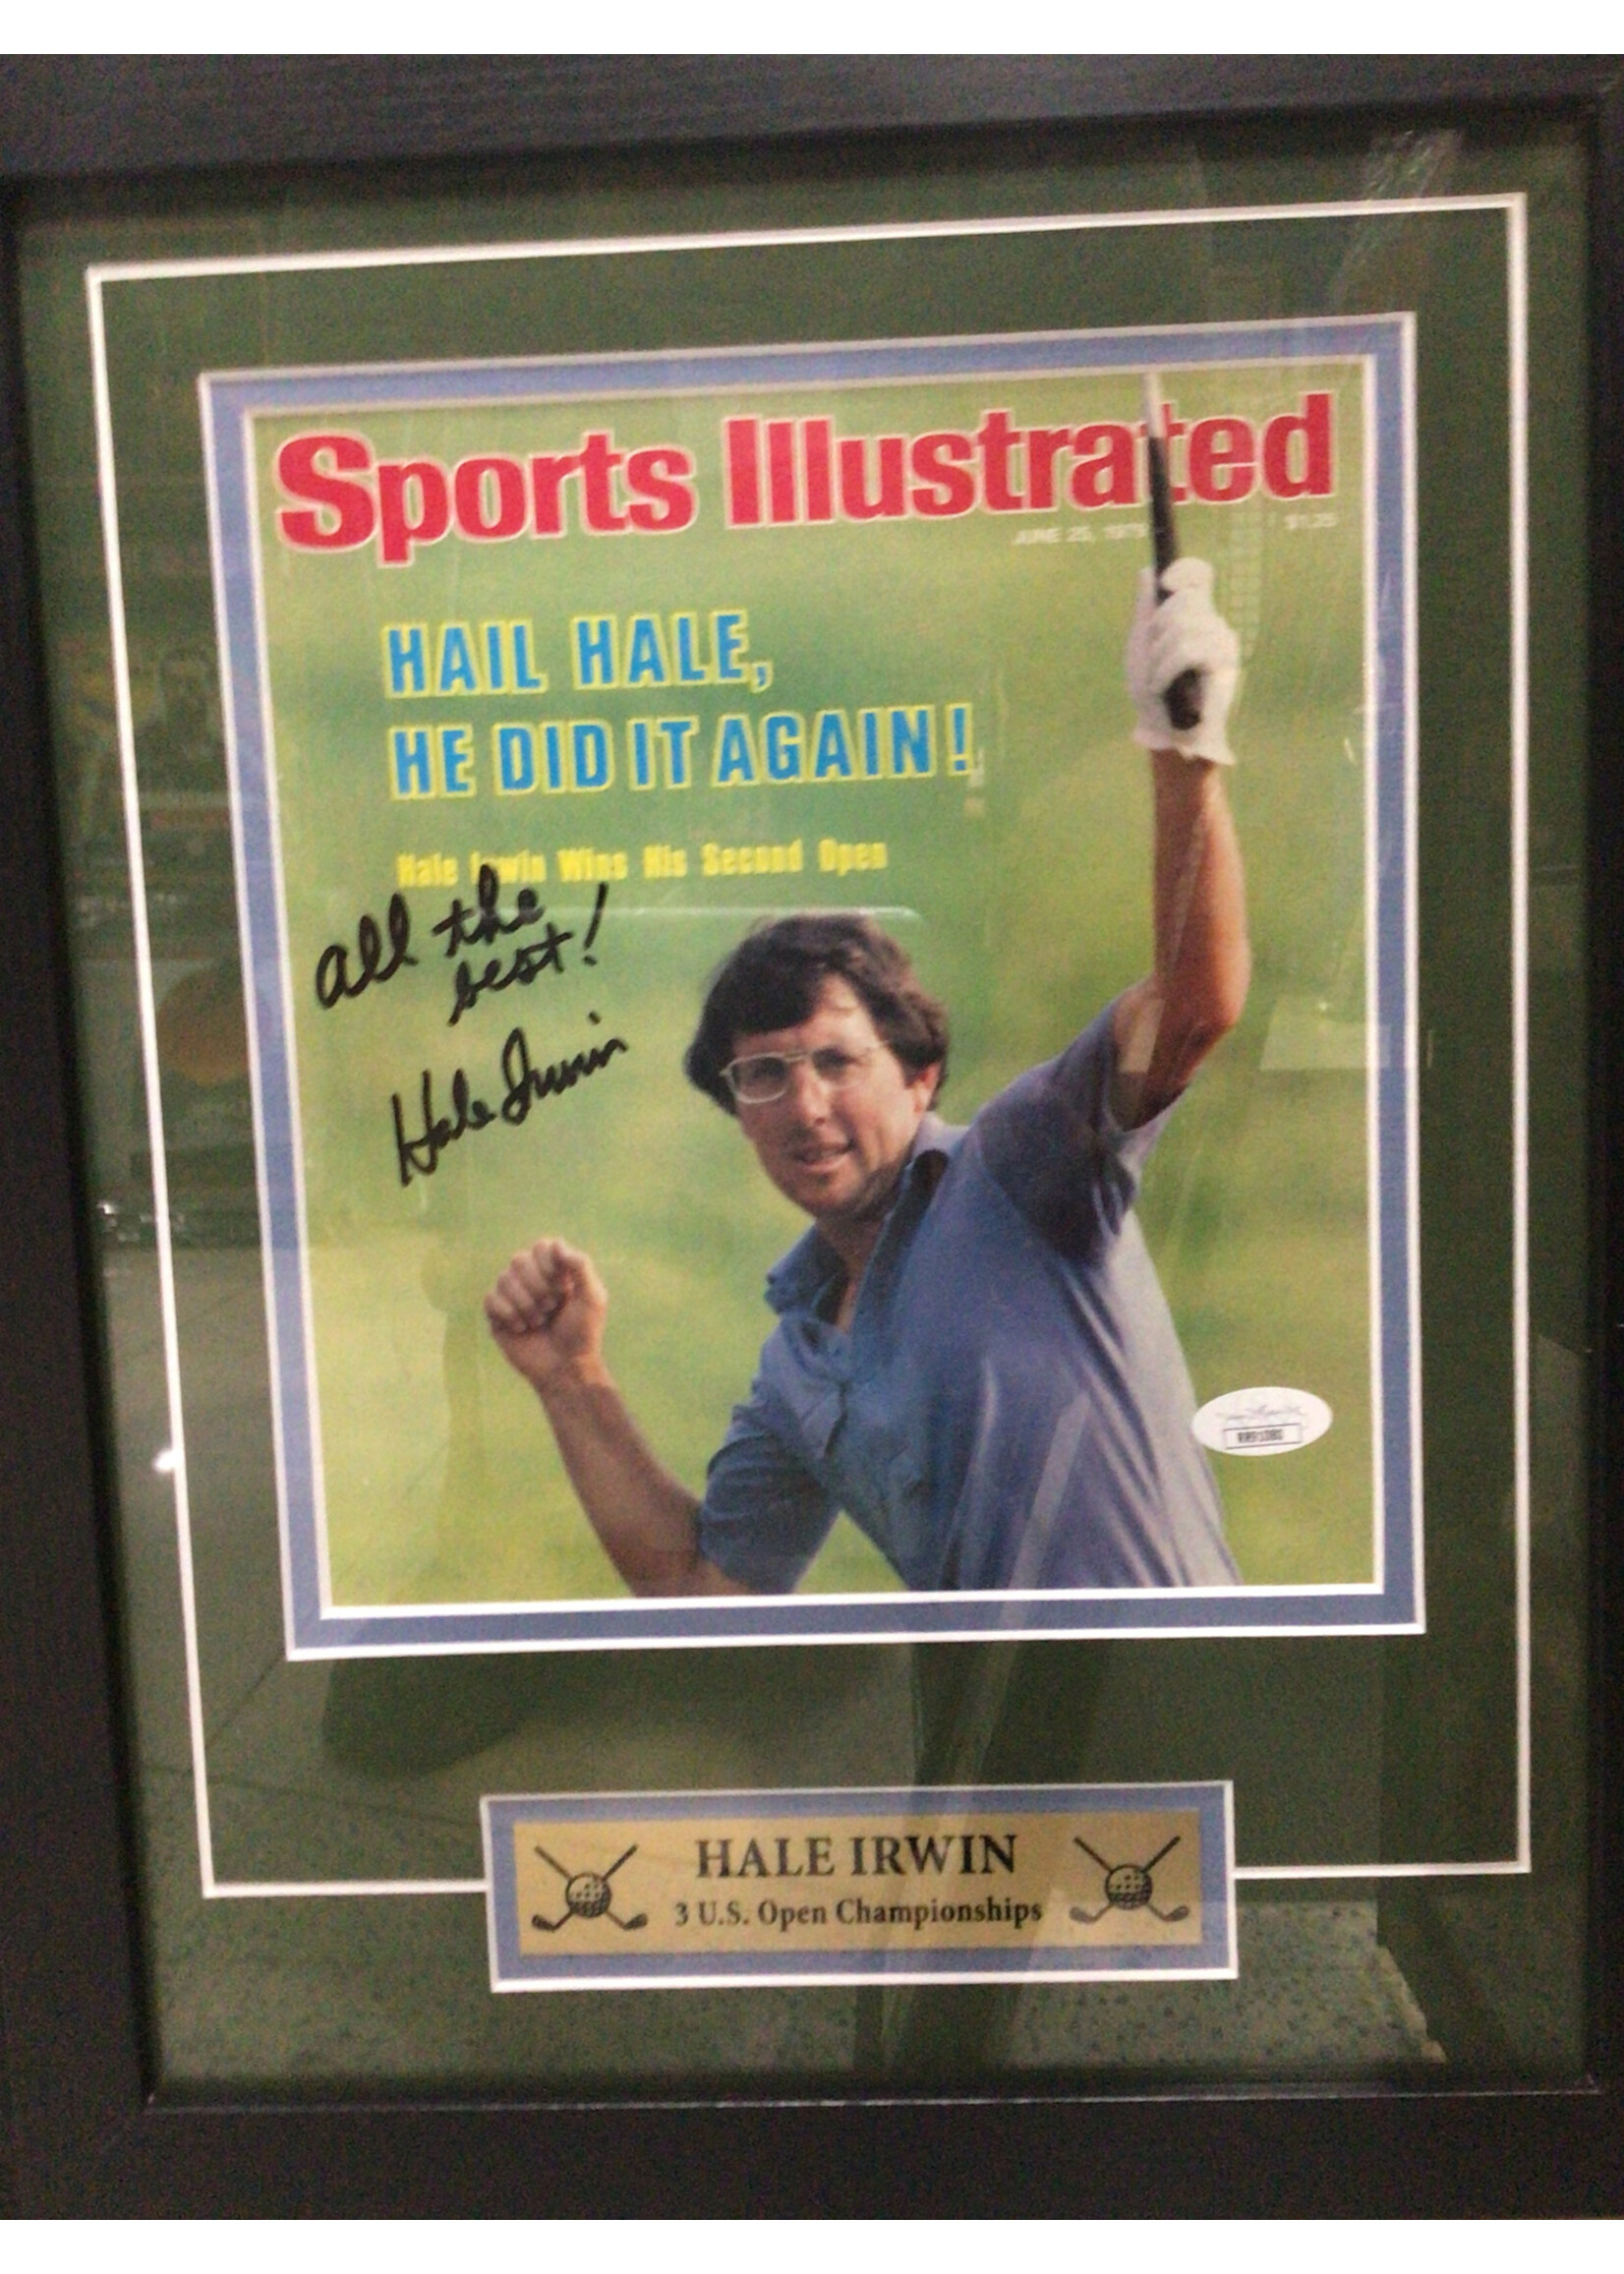 Sports Illustrated
JUNE 25, 1979 $1.25
HAIL HALE,
HE DID IT AGAIN!
Hale Irwin Wins His Second Open
All the
best!
Hale Irwin
HALE IRWIN
3 U.S. Open Championships